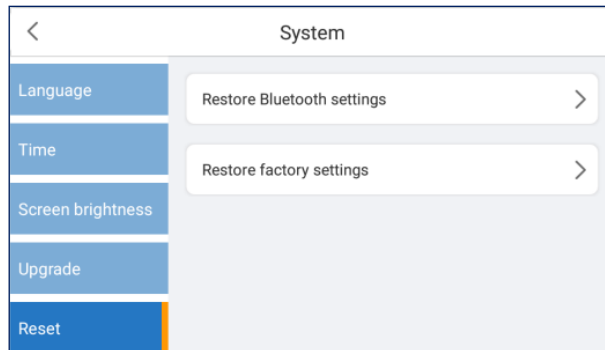 System
Language
Time
Screen brightness
Upgrade
Reset
Restore Bluetooth settings
Restore factory settings